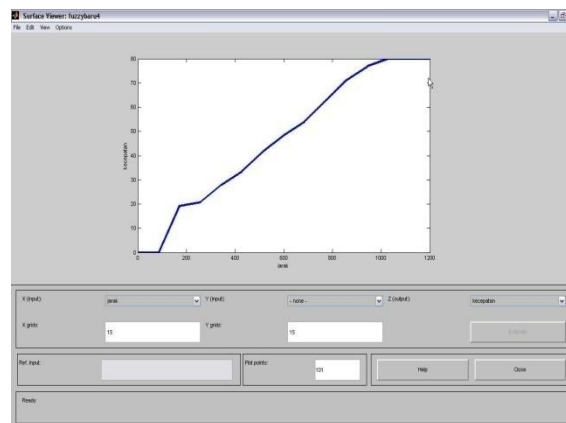 Surface Viewer: fuzzybaru4
File Edit View Options
80
70
60
50
40
30
20
10
0
kecepatan
0 200 400 600 800 1000 1200
jarak
X (input): jarak Y (input): - none - Z (output): kecepatan
X grids: 15 Y grids: 15 Evaluate
Ref. Input: Plot points: 101 Help Close
Ready